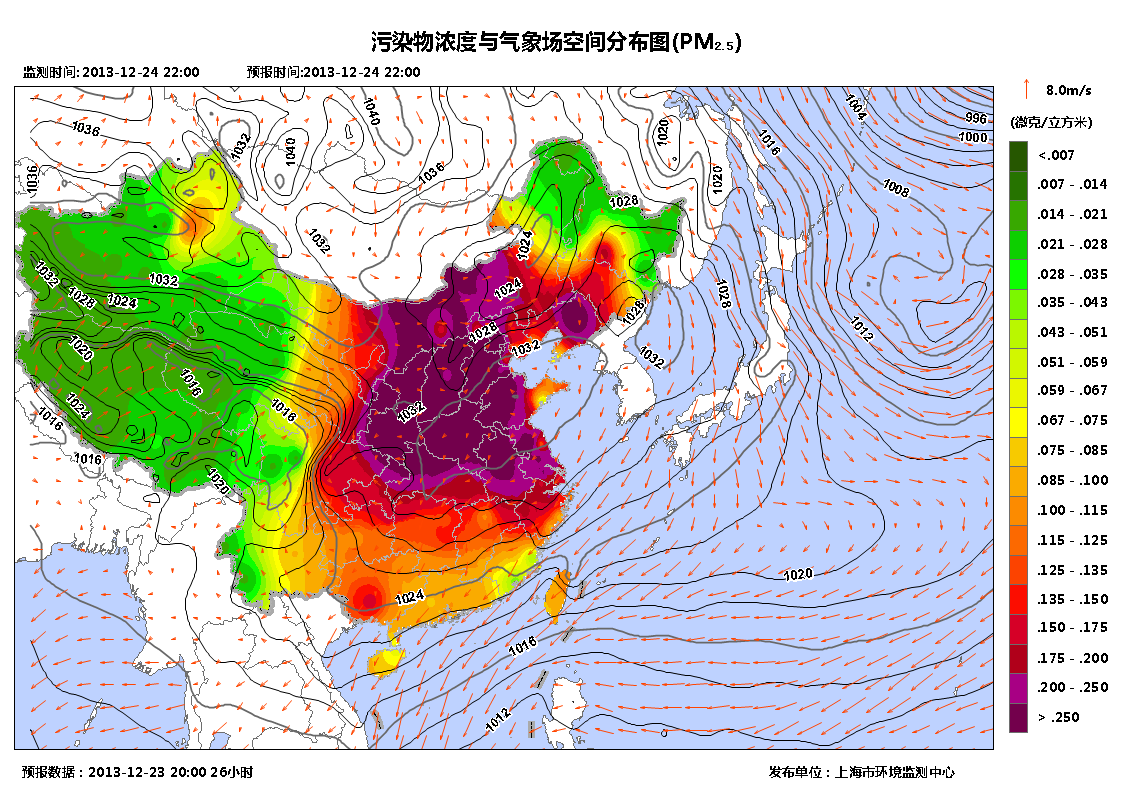 污染物浓度与气象场空间分布图(PM2.5)
监测时间:2013-12-24 22:00 预报时间:2013-12-24 22:00
8.0m/s
(微克/立方米)
<.007
.007 - .014
.014 - .021
.021 - .028
.028 - .035
.035 - .043
.043 - .051
.051 - .059
.059 - .067
.067 - .075
.075 - .085
.085 - .100
.100 - .115
.115 - .125
.125 - .135
.135 - .150
.150 - .175
.175 - .200
.200 - .250
> .250
1036
1032
1040
1040
1036
1020
1004
996
1000
1016
1036
1020
1008
1028
1032
1024
1032
1032
1028
1024
1024
1028
1028
1028
1012
1032
1032
1020
1016
1032
1024
1016
1016
1016
1020
1020
1024
1016
1012
预报数据：2013-12-23 20:00 26小时 发布单位：上海市环境监测中心